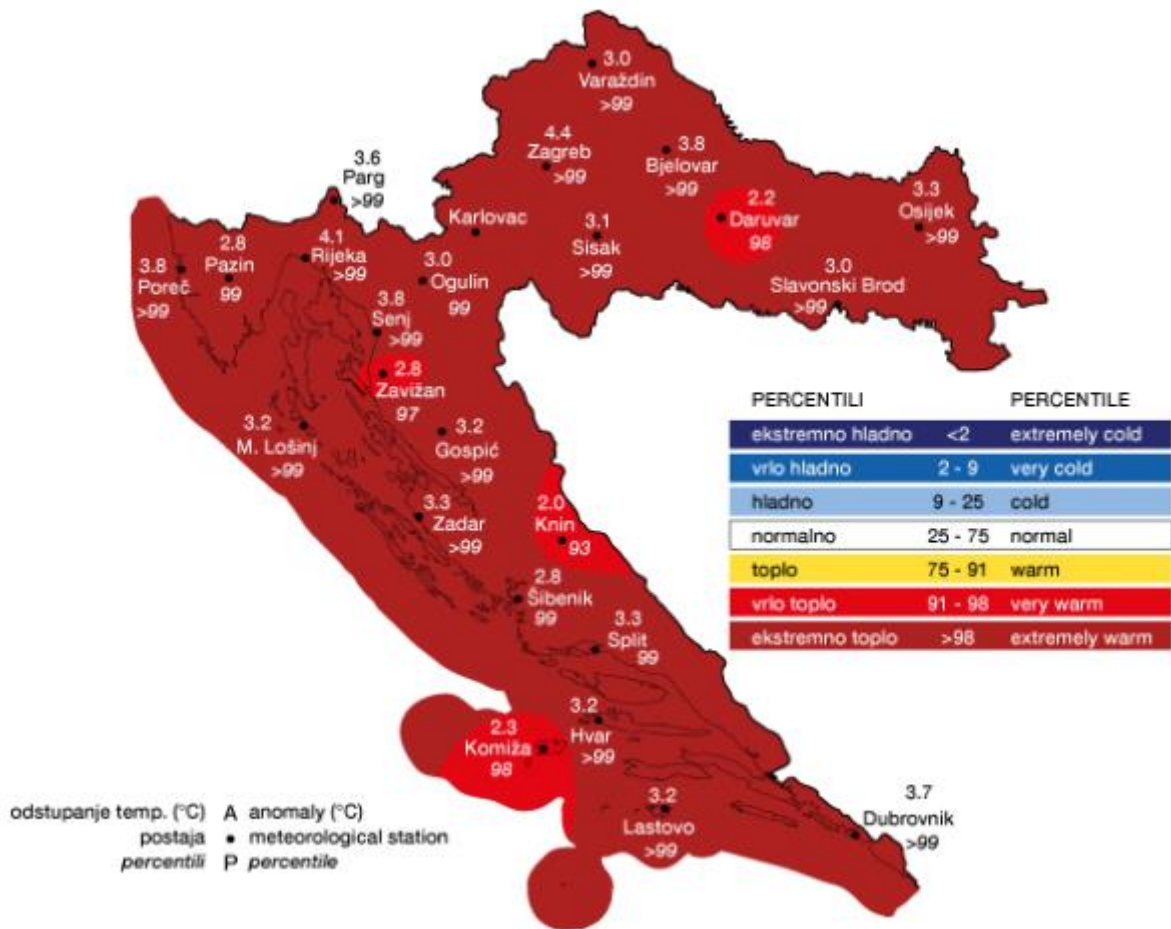 3.0
Varaždin
>99
4.4
Zagreb
>99
3.8
Bjelovar
>99
3.6
Parg
>99
2.2
Daruvar
98
3.3
Osijek
>99
Karlovac
3.1
Sisak
>99
4.1
Rijeka
>99
2.8
Pazin
99
3.8
Poreč
>99
3.0
Ogulin
99
3.0
Slavonski Brod
>99
3.8
Senj
>99
2.8
Zavižan
97
3.2
M. Lošinj
>99
3.2
Gospić
>99
3.3
Zadar
>99
2.0
Knin
93
2.8
Šibenik
99
3.3
Split
99
3.2
Hvar
>99
2.3
Komiža
98
3.2
Lastovo
>99
3.7
Dubrovnik
>99
PERCENTILI PERCENTILE
ekstremno hladno <2 extremely cold
vrlo hladno 2 - 9 very cold
hladno 9 - 25 cold
normalno 25 - 75 normal
toplo 75 - 91 warm
vrlo toplo 91 - 98 very warm
ekstremno toplo >98 extremely warm
odstupanje temp. (°C) A anomaly (°C)
postaja • meteorological station
percentili P percentile